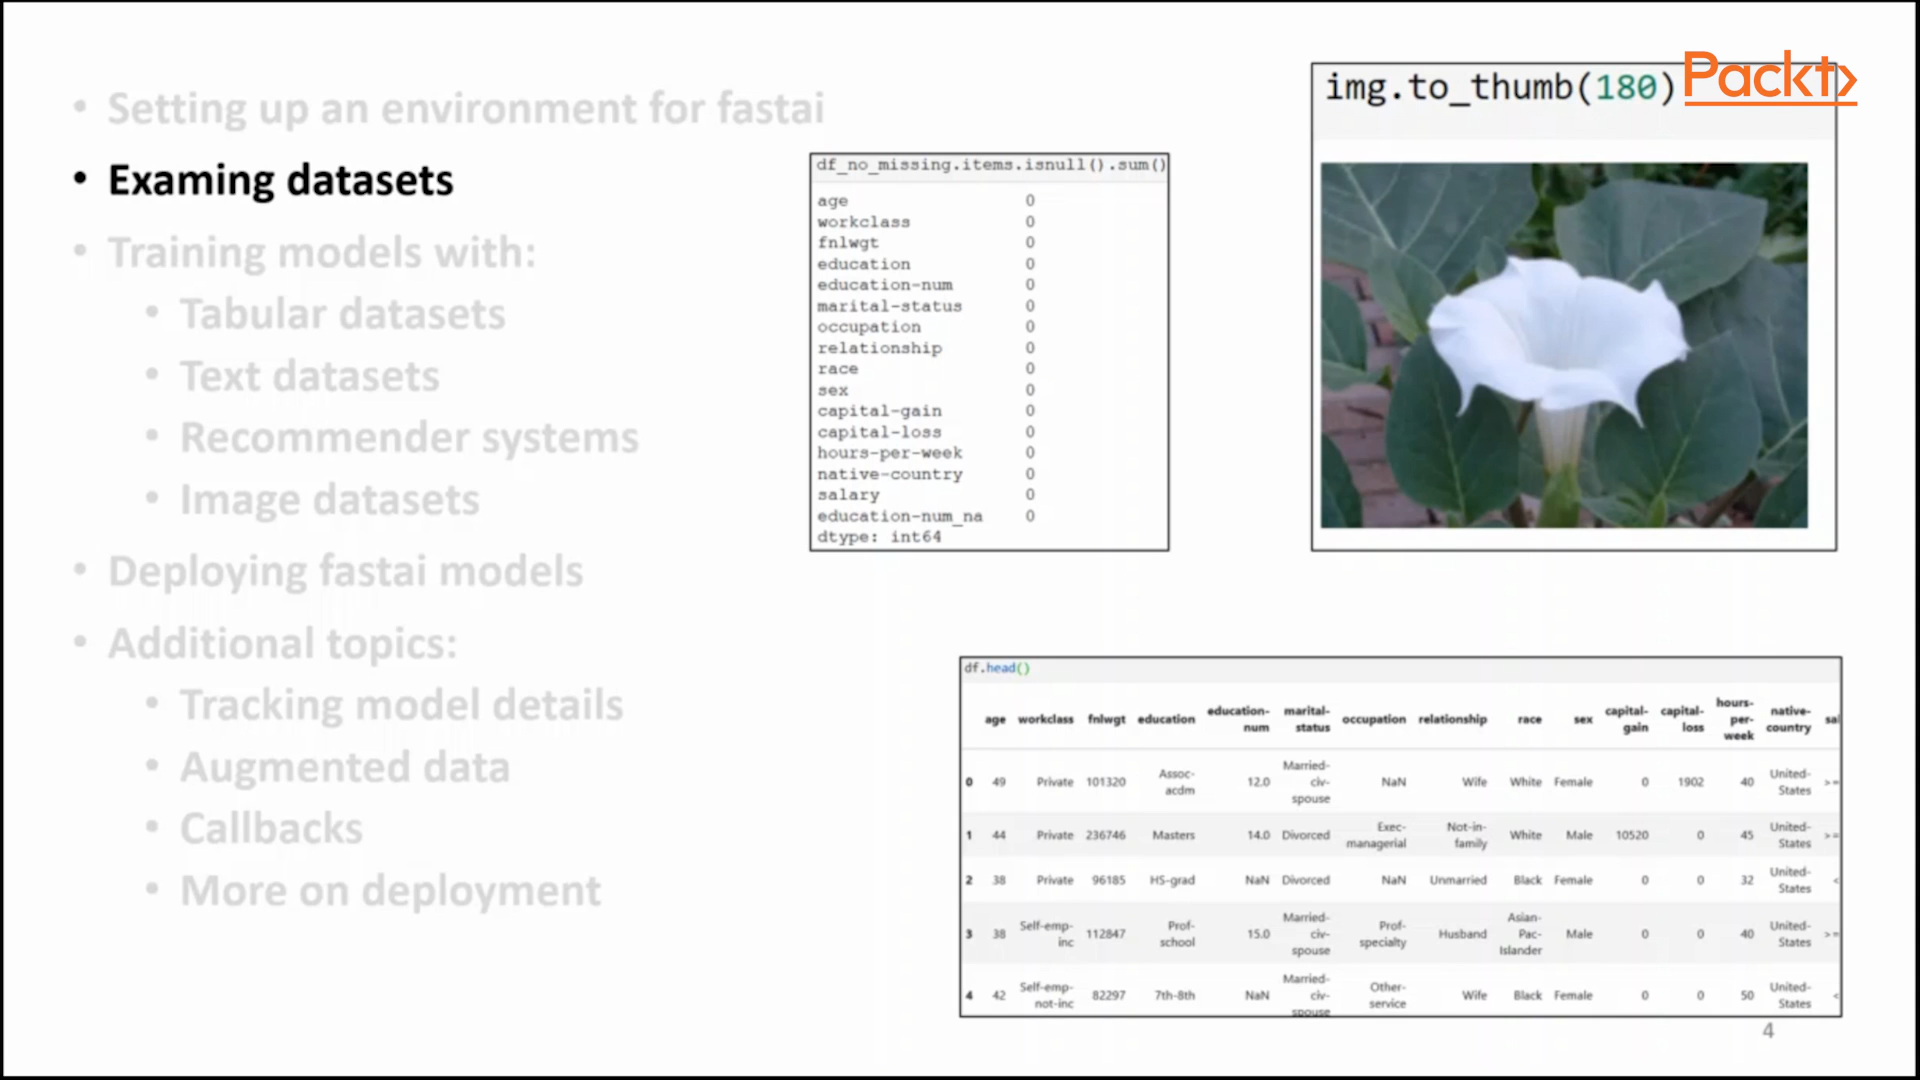 Packt
• Setting up an environment for fastai
• Examing datasets
• Training models with:
• Tabular datasets
• Text datasets
• Recommender systems
• Image datasets
• Deploying fastai models
• Additional topics:
• Tracking model details
• Augmented data
• Callbacks
• More on deployment
df_no_missing.items.isnull().sum()
age 0
workclass 0
fnlwgt 0
education 0
education-num 0
marital-status 0
occupation 0
relationship 0
race 0
sex 0
capital-gain 0
capital-loss 0
hours-per-week 0
native-country 0
salary 0
education-num_na 0
dtype: int64
img.to_thumb(180)
df.head()
age workclass fnlwgt education education-num marital-status occupation relationship race sex capital-gain capital-loss hours-per-week native-country sal
0 49 Private 101320 Assoc-acdm 12.0 Married-civ-spouse NaN Wife White Female 0 1902 40 United-States >=
1 44 Private 236746 Masters 14.0 Divorced Exec-managerial Not-in-family White Male 10520 0 45 United-States >=
2 38 Private 96185 HS-grad NaN Divorced NaN Unmarried Black Female 0 0 32 United-States <
3 38 Self-emp-inc 112847 Prof-school 15.0 Married-civ-spouse Prof-specialty Husband Asian-Pac-Islander Male 0 0 40 United-States >=
4 42 Self-emp-not-inc 82297 7th-8th NaN Married-civ-spouse Other-service Wife Black Female 0 0 50 United-States <
4